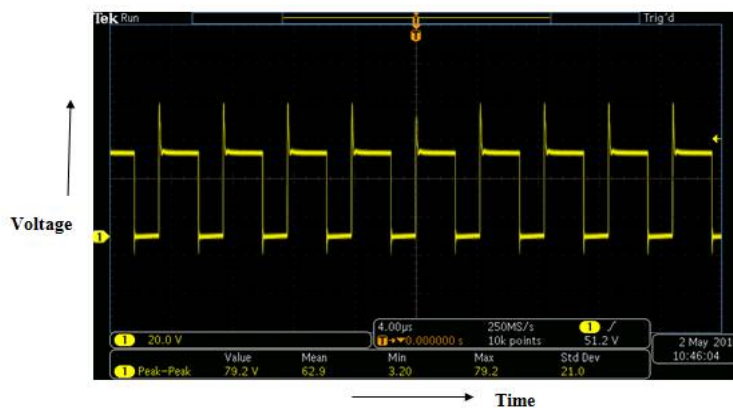 Tek Run
Trig'd
T
T
Voltage
1
1 20.0 V
4.00µs 250MS/s 1
T→▼0.000000 s 10k points 51.2 V
Value Mean Min Max Std Dev
1 Peak-Peak 79.2 V 62.9 3.20 79.2 21.0
2 May 201
10:46:04
Time